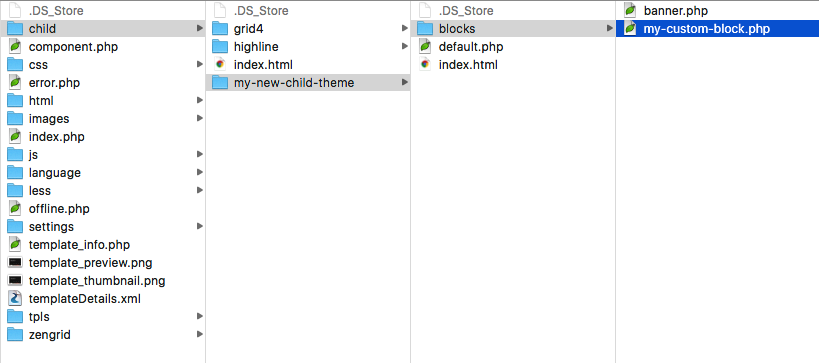 .DS_Store
child
component.php
css
error.php
html
images
index.php
js
language
less
offline.php
settings
template_info.php
template_preview.png
template_thumbnail.png
templateDetails.xml
tpls
zengrid
.DS_Store
grid4
highline
index.html
my-new-child-theme
.DS_Store
blocks
default.php
index.html
banner.php
my-custom-block.php